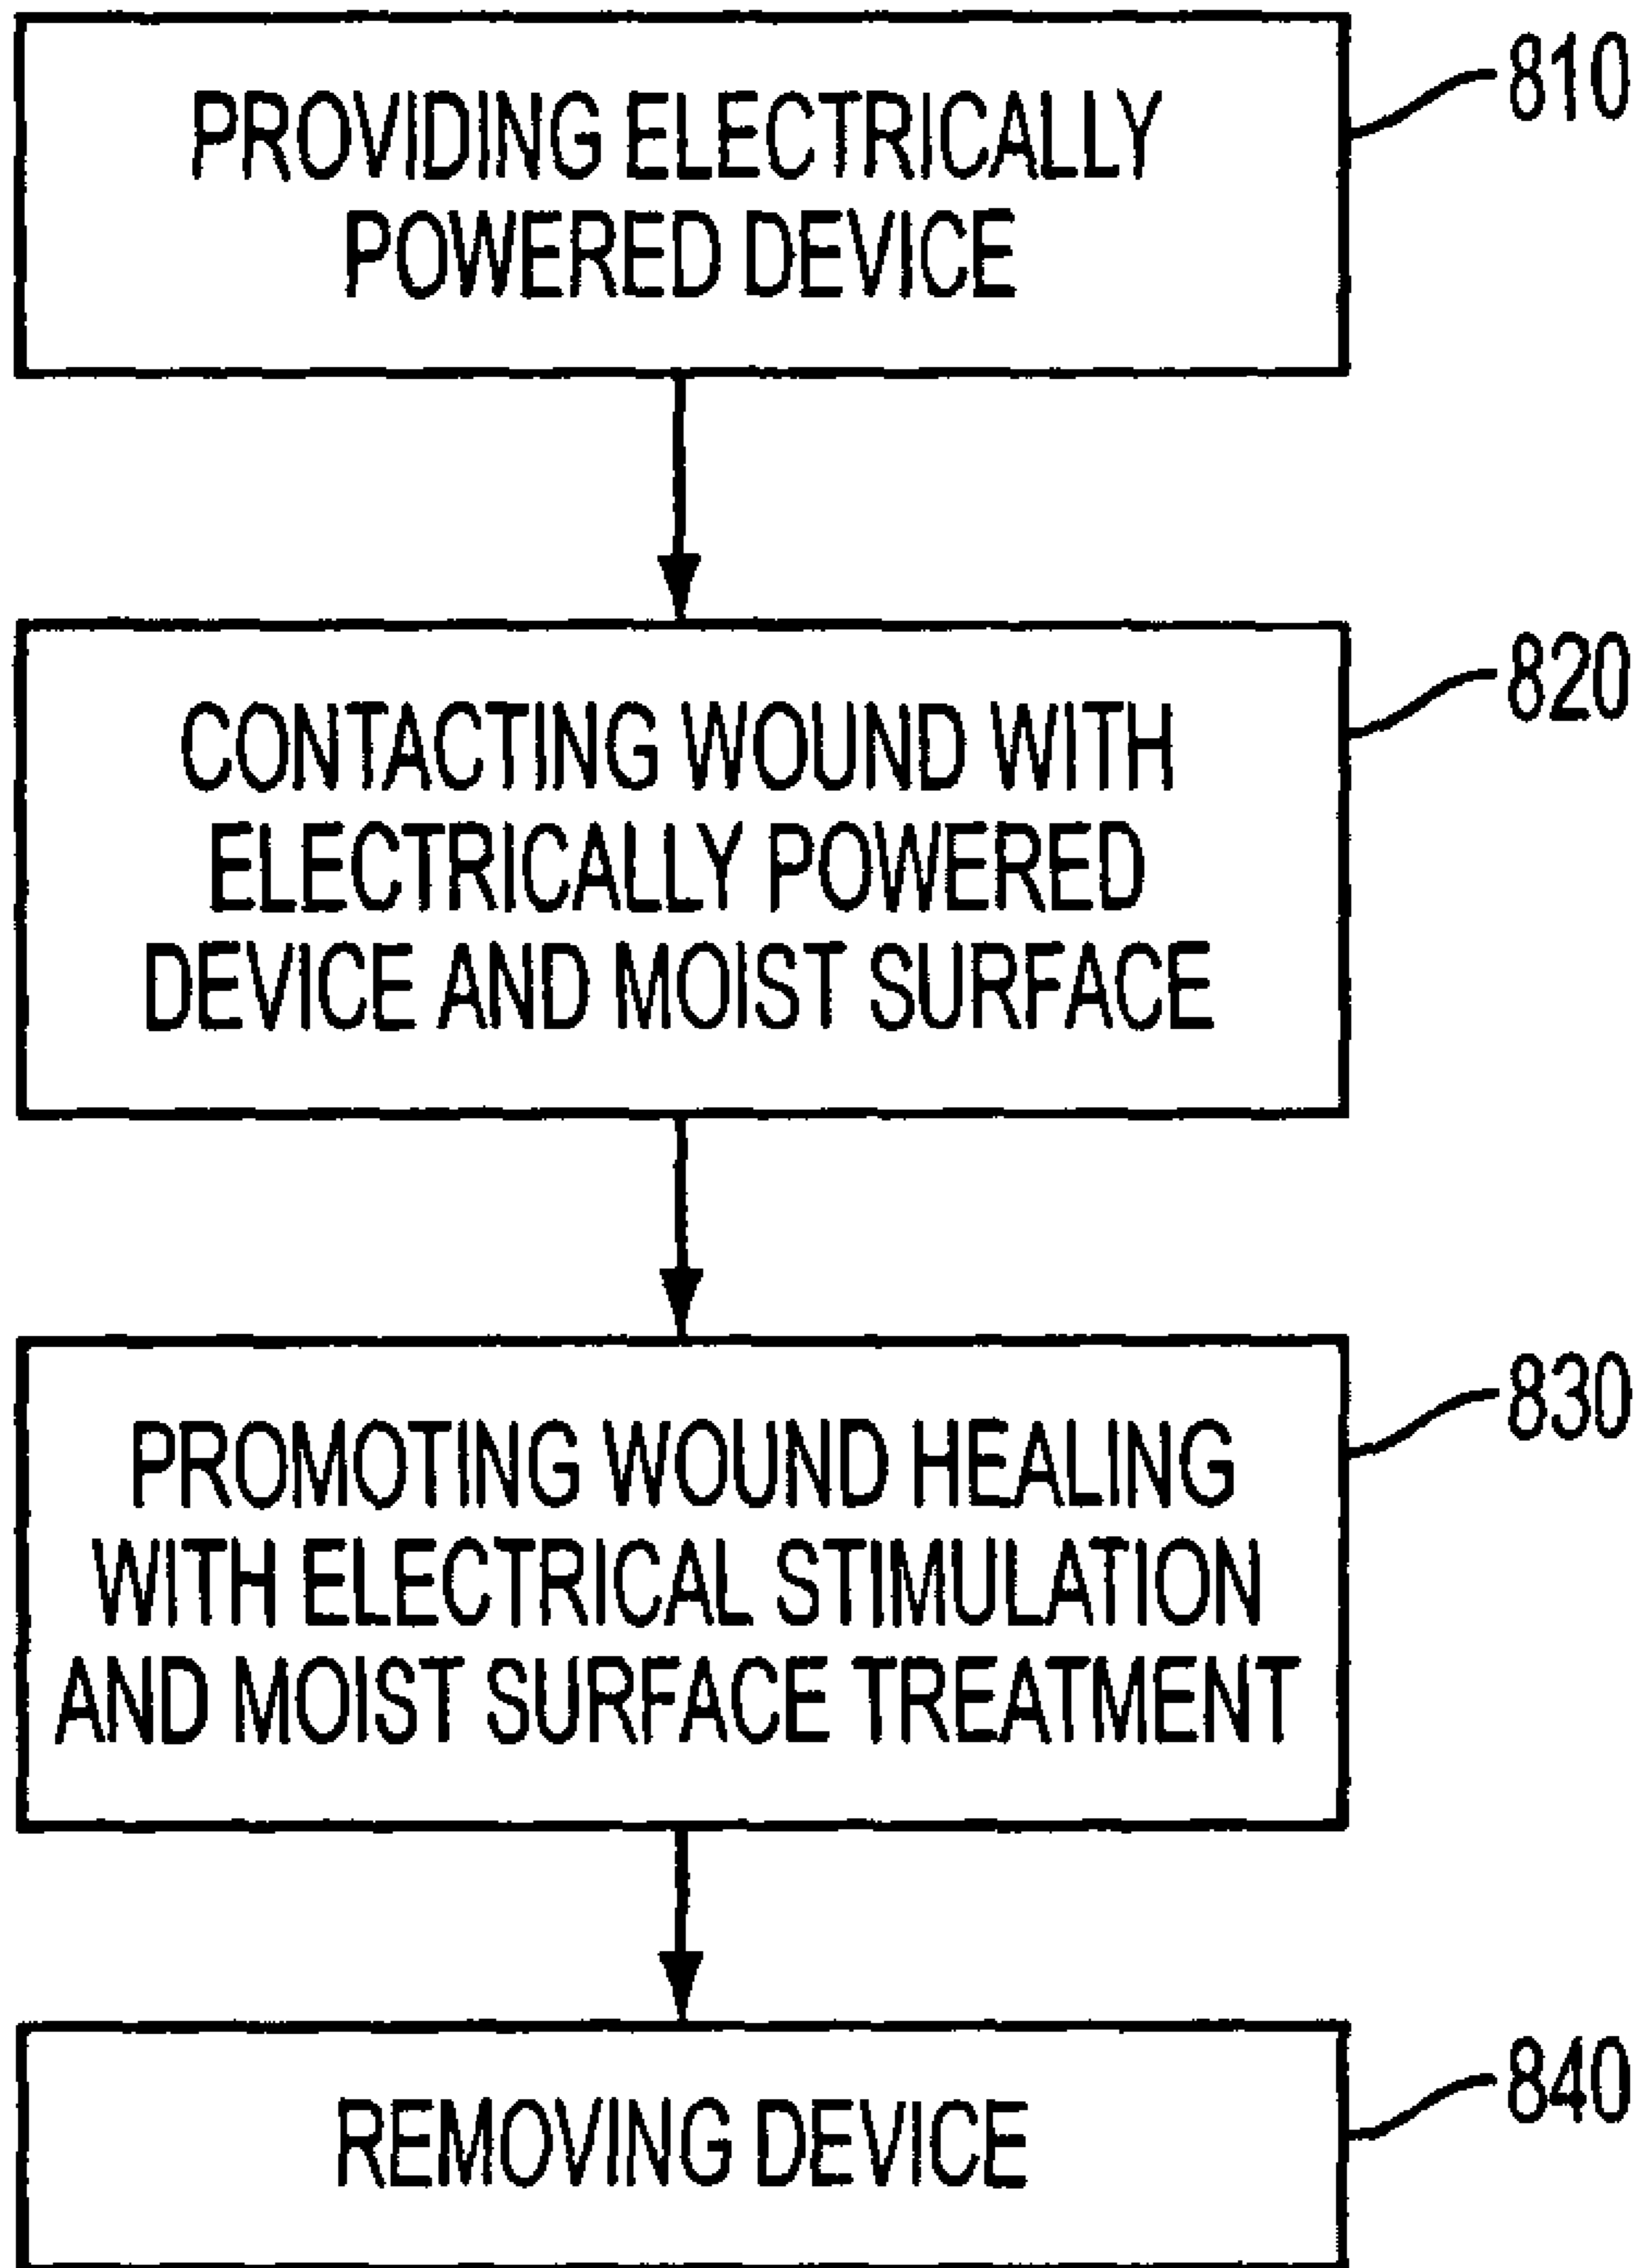 PROVIDING ELECTRICALLY
POWERED DEVICE
810
CONTACTING WOUND WITH
ELECTRICALLY POWERED
DEVICE AND MOIST SURFACE
820
PROMOTING WOUND HEALING
WITH ELECTRICAL STIMULATION
AND MOIST SURFACE TREATMENT
830
REMOVING DEVICE
840